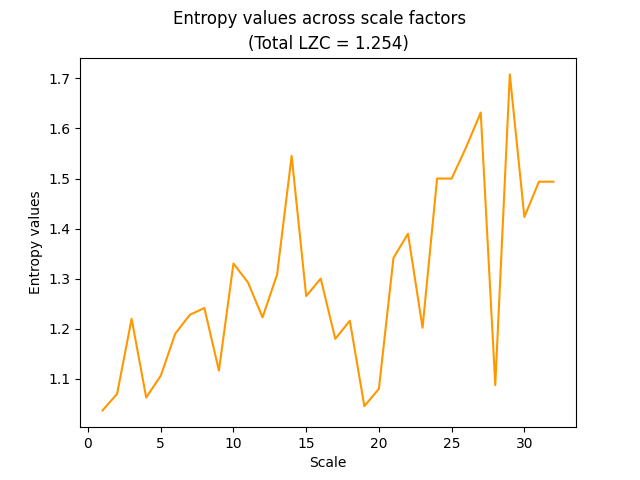 Entropy values across scale factors
(Total LZC = 1.254)
1.7
1.6
1.5
1.4
1.3
1.2
1.1
Entropy values
0 5 10 15 20 25 30
Scale